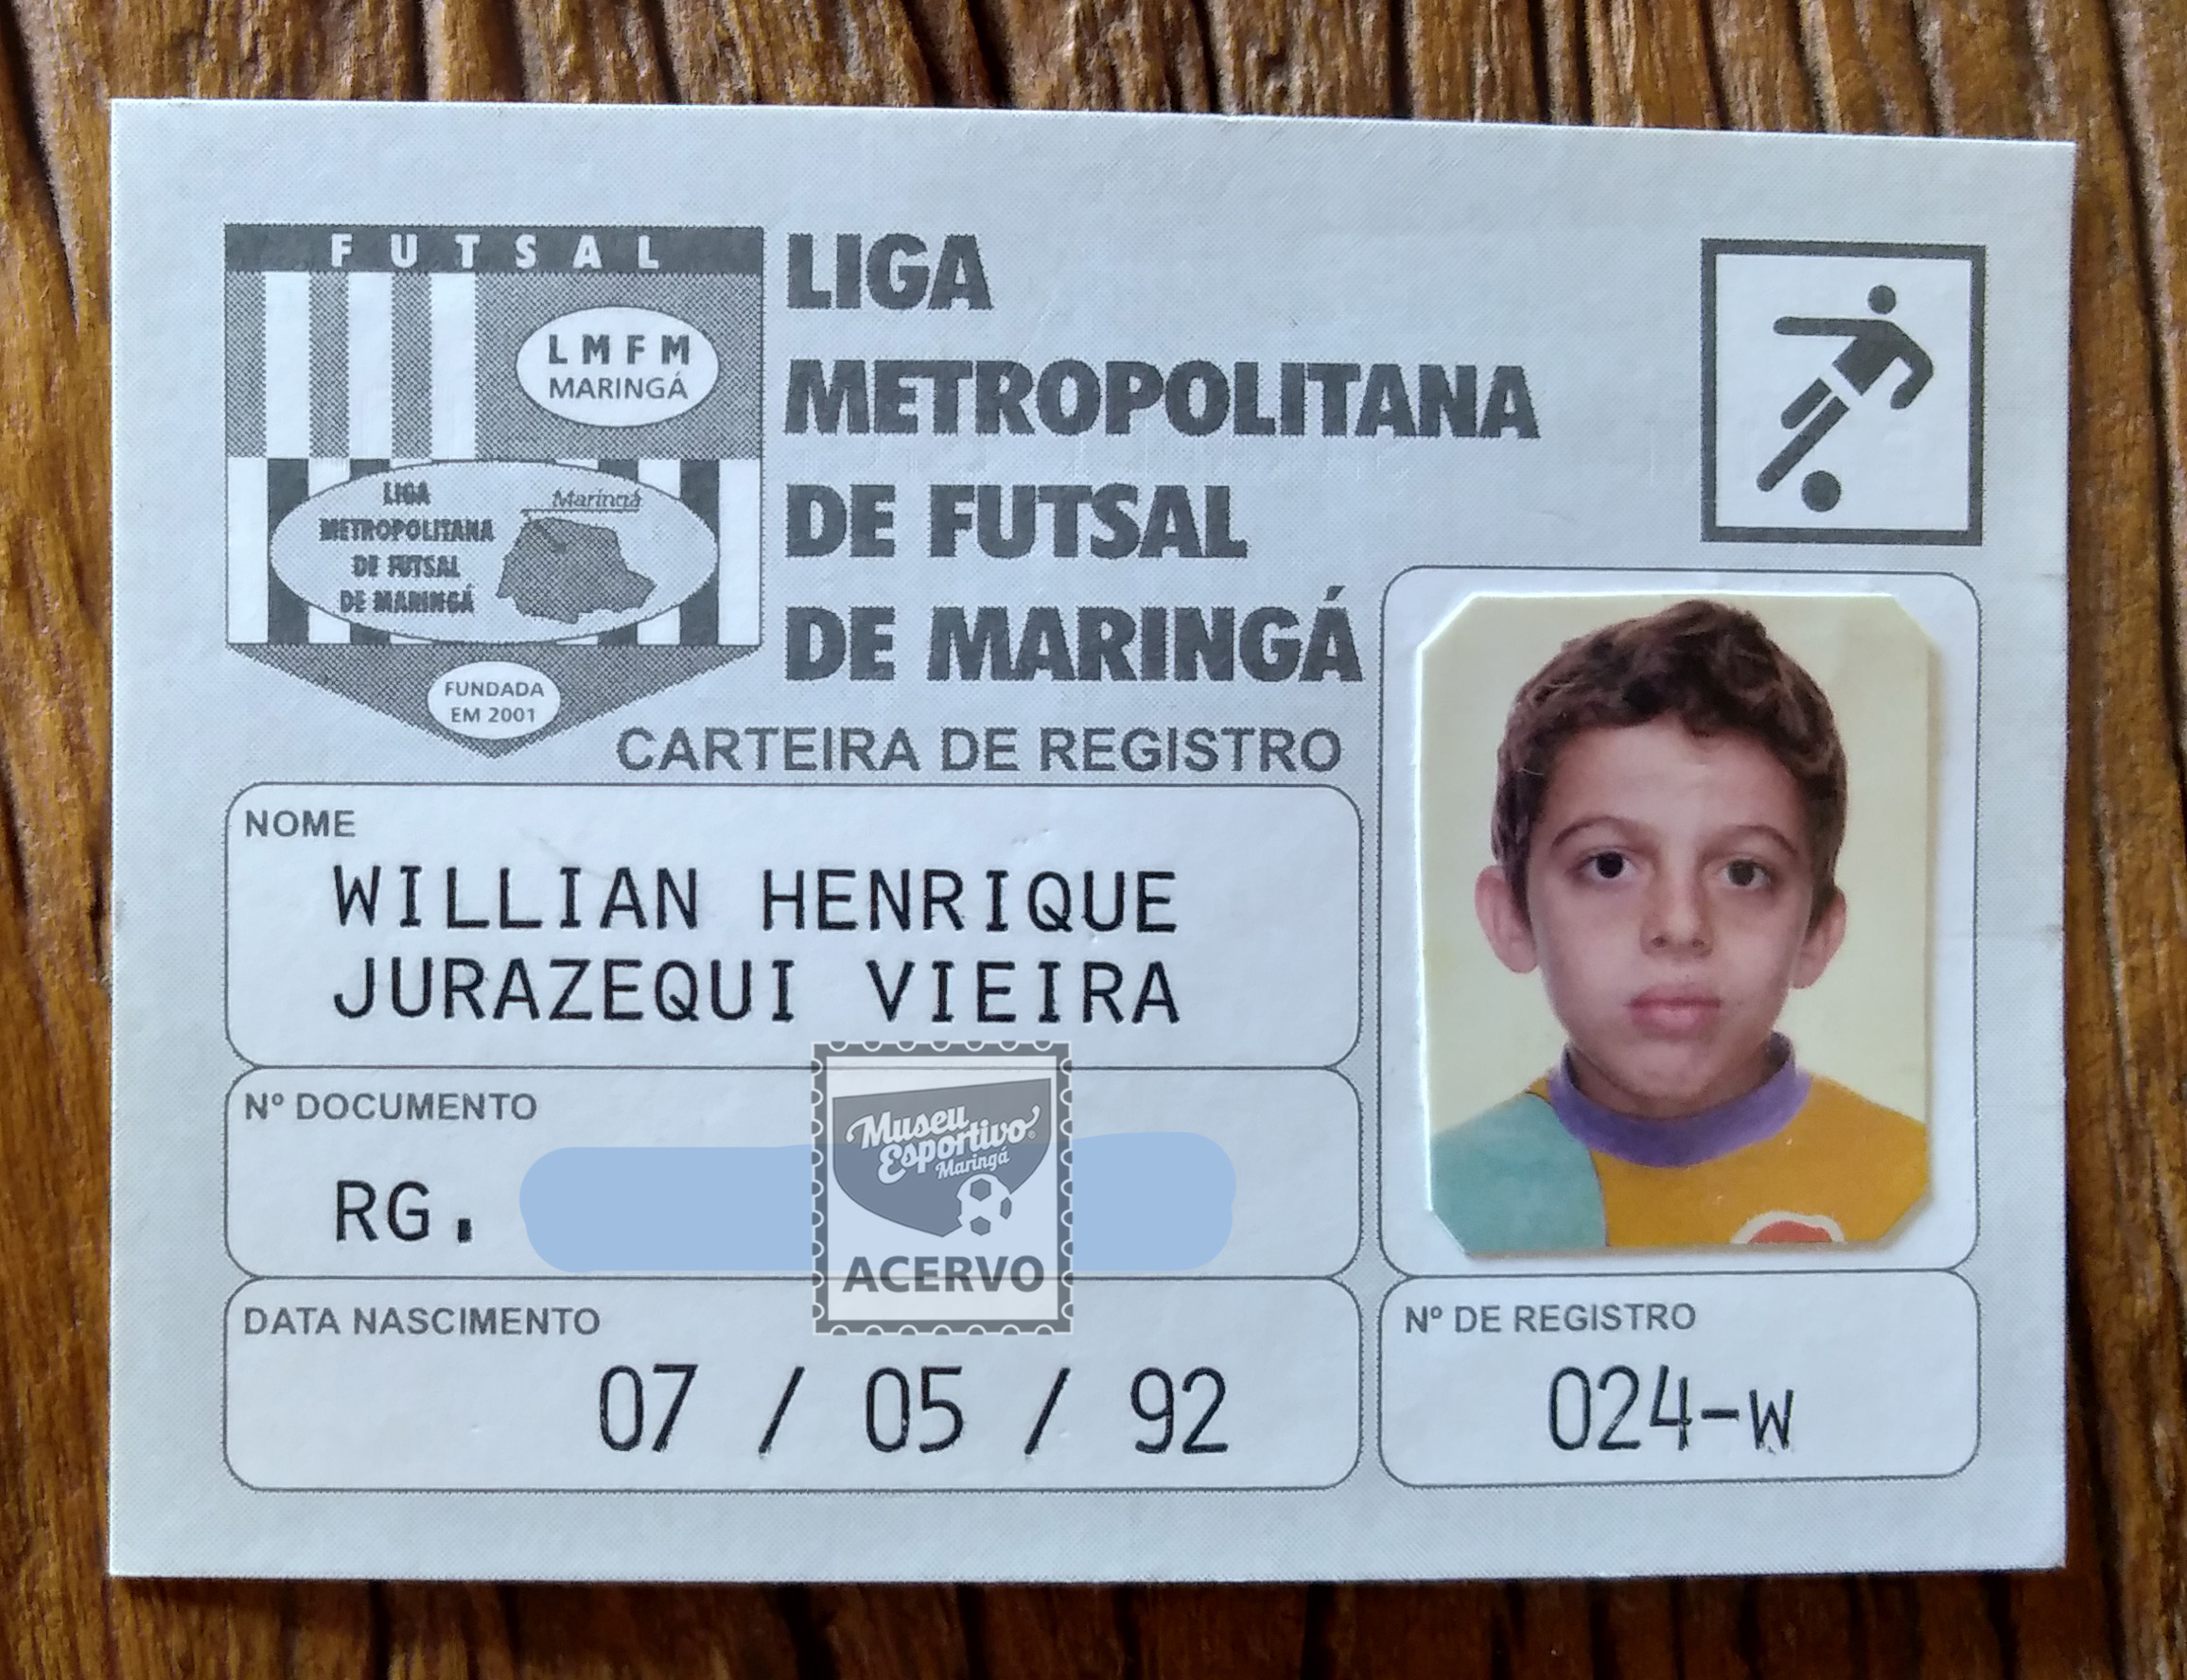 FUTSAL
LMFM
MARINGÁ
LIGA
METROPOLITANA
DE FUTSAL
DE MARINGÁ
Maringá
FUNDADA
EM 2001
LIGA
METROPOLITANA
DE FUTSAL
DE MARINGÁ
CARTEIRA DE REGISTRO
NOME
WILLIAN HENRIQUE
JURAZEQUI VIEIRA
Nº DOCUMENTO
RG.
Museu
Esportivo
Maringá
ACERVO
DATA NASCIMENTO
07 / 05 / 92
Nº DE REGISTRO
024-W